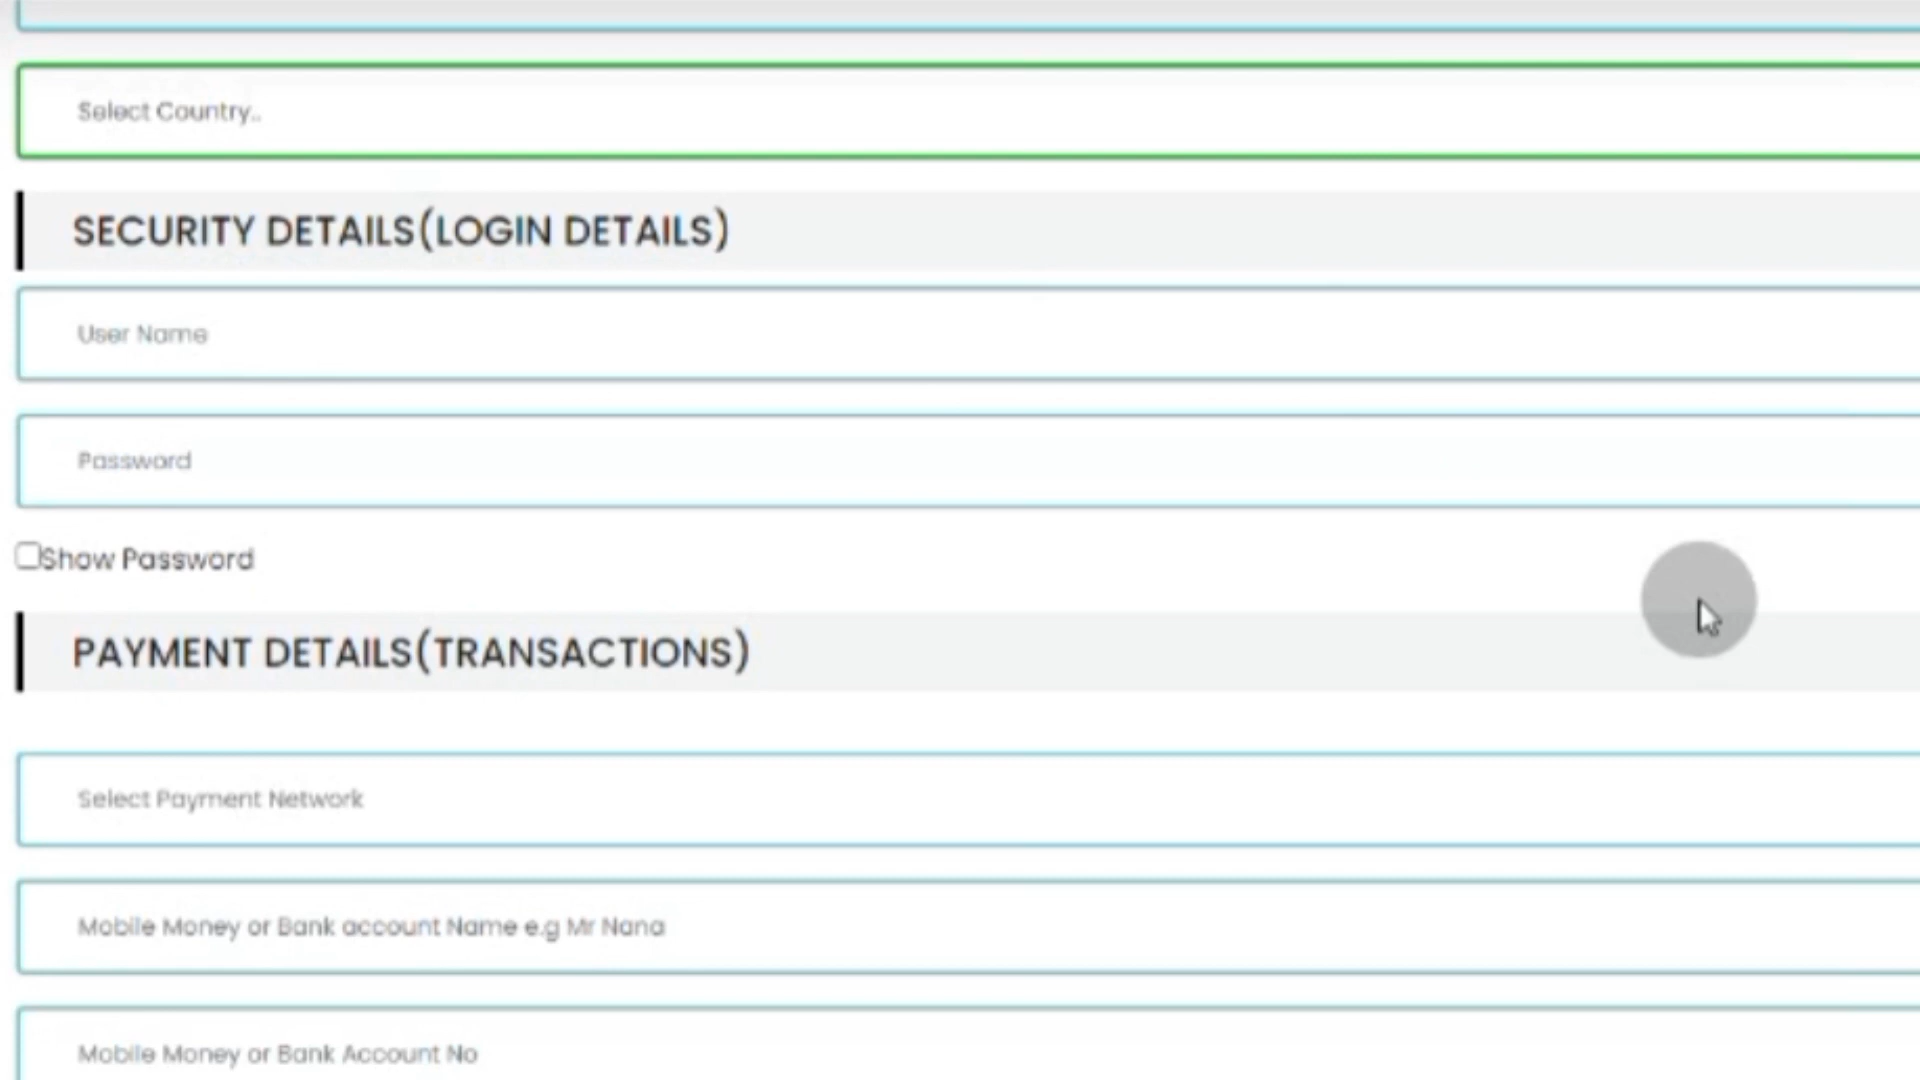 Select Country..
SECURITY DETAILS(LOGIN DETAILS)
User Name
Password
Show Password
PAYMENT DETAILS(TRANSACTIONS)
Select Payment Network
Mobile Money or Bank account Name e.g Mr Nana
Mobile Money or Bank Account No